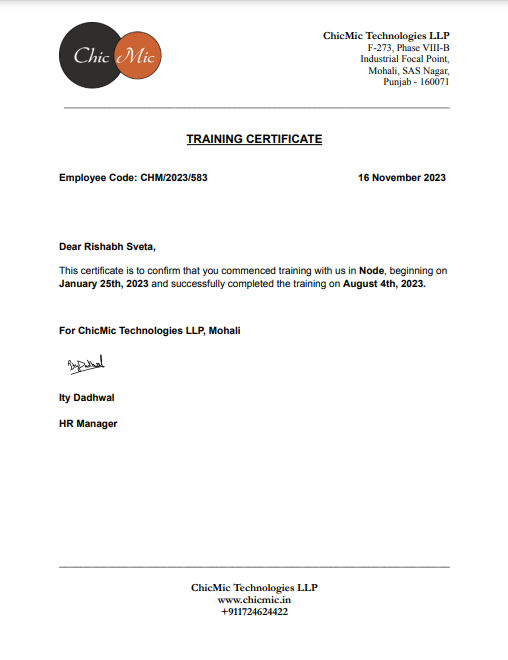 Chic Mic
ChicMic Technologies LLP
F-273, Phase VIII-B
Industrial Focal Point,
Mohali, SAS Nagar,
Punjab - 160071
TRAINING CERTIFICATE
Employee Code: CHM/2023/583 16 November 2023
Dear Rishabh Sveta,
This certificate is to confirm that you commenced training with us in Node, beginning on
January 25th, 2023 and successfully completed the training on August 4th, 2023.
For ChicMic Technologies LLP, Mohali
ItyDadhwal
Ity Dadhwal
HR Manager
ChicMic Technologies LLP
www.chicmic.in
+911724624422